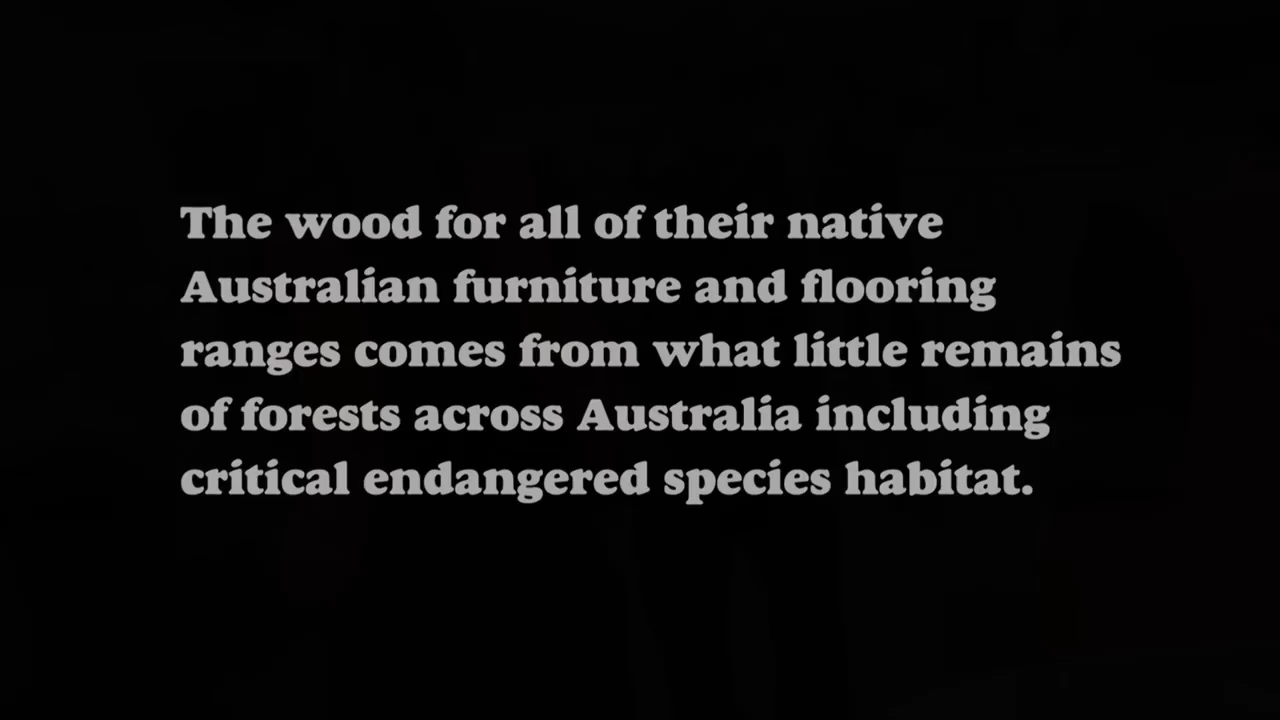 The wood for all of their native
Australian furniture and flooring
ranges comes from what little remains
of forests across Australia including
critical endangered species habitat.